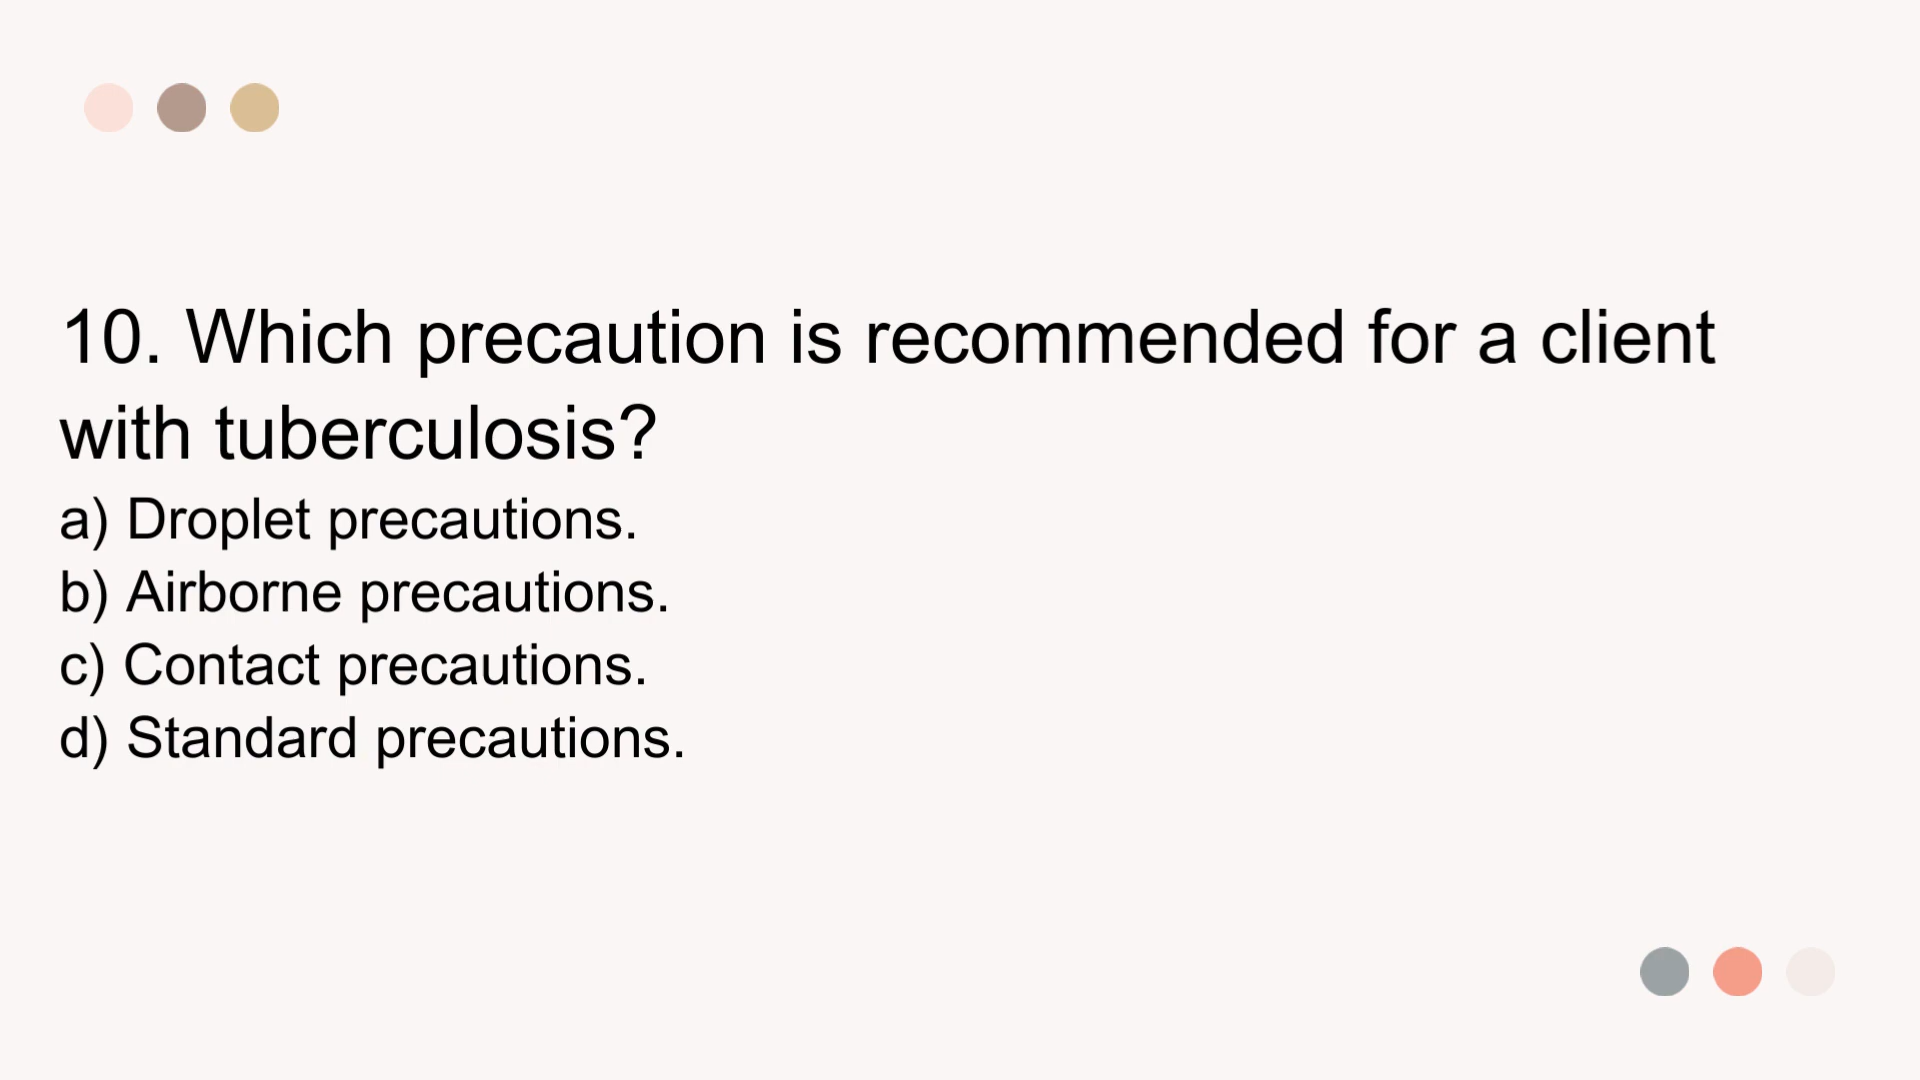 10. Which precaution is recommended for a client
with tuberculosis?
a) Droplet precautions.
b) Airborne precautions.
c) Contact precautions.
d) Standard precautions.